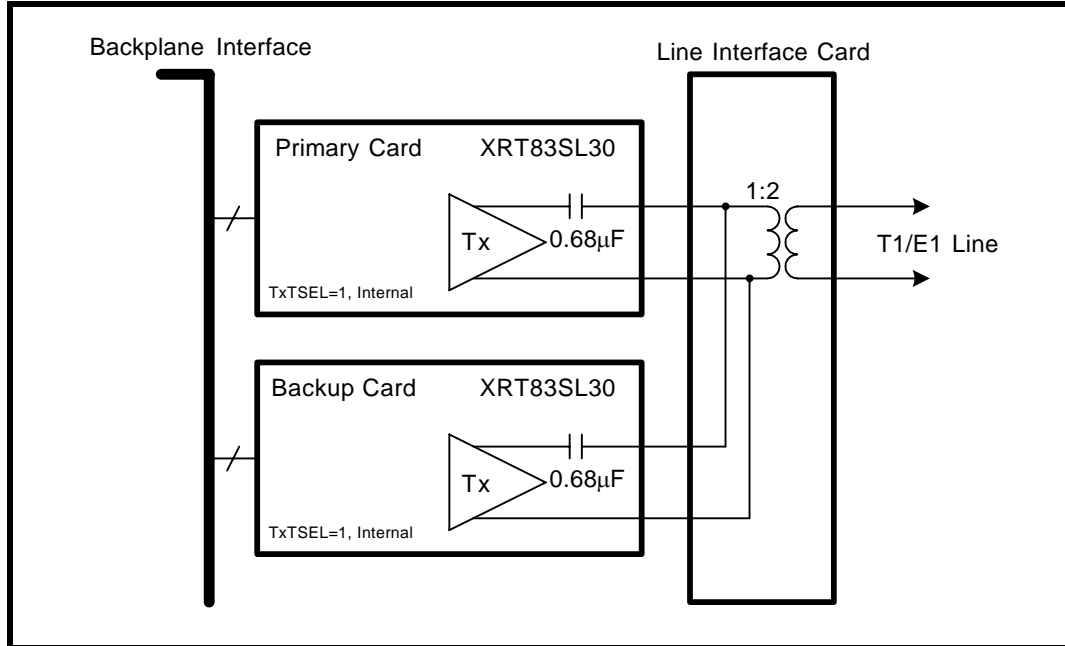 Backplane Interface
Line Interface Card
Primary Card XRT83SL30
1:2
Tx
0.68µF
T1/E1 Line
TxTSEL=1, Internal
Backup Card XRT83SL30
Tx
0.68µF
TxTSEL=1, Internal